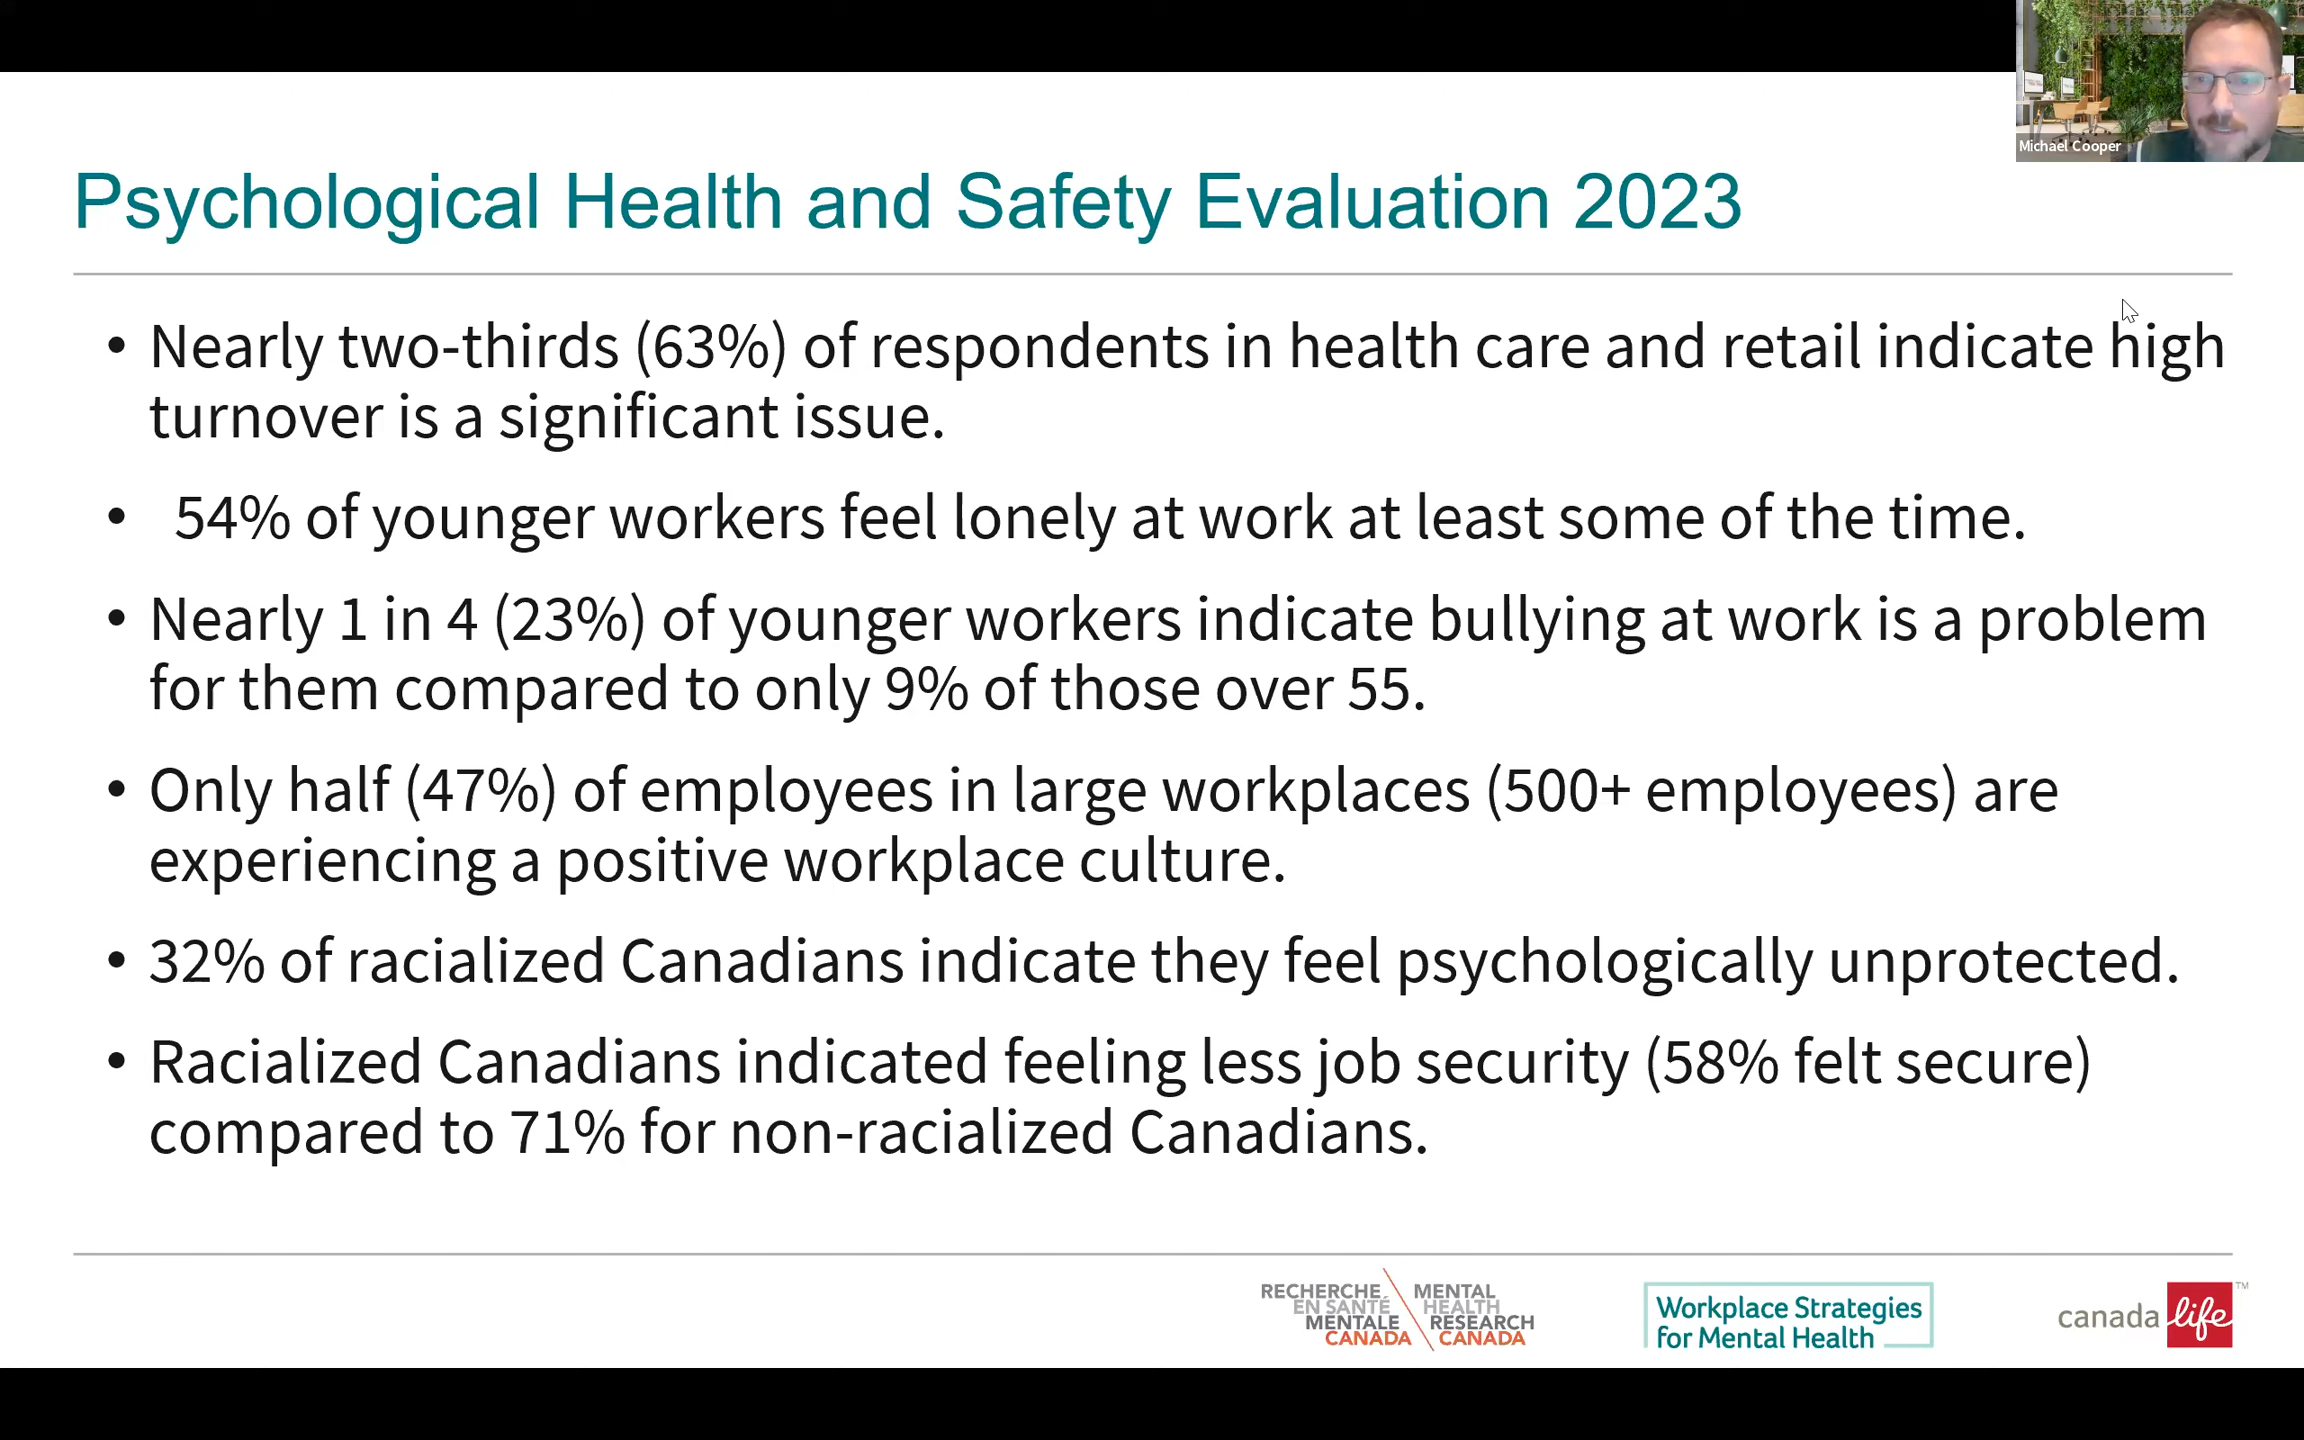 Michael Cooper
Psychological Health and Safety Evaluation 2023
• Nearly two-thirds (63%) of respondents in health care and retail indicate high
turnover is a significant issue.
• 54% of younger workers feel lonely at work at least some of the time.
• Nearly 1 in 4 (23%) of younger workers indicate bullying at work is a problem
for them compared to only 9% of those over 55.
• Only half (47%) of employees in large workplaces (500+ employees) are
experiencing a positive workplace culture.
• 32% of racialized Canadians indicate they feel psychologically unprotected.
• Racialized Canadians indicated feeling less job security (58% felt secure)
compared to 71% for non-racialized Canadians.
RECHERCHE
EN SANTÉ
MENTALE
CANADA
MENTAL
HEALTH
RESEARCH
CANADA
Workplace Strategies
for Mental Health
canada life™